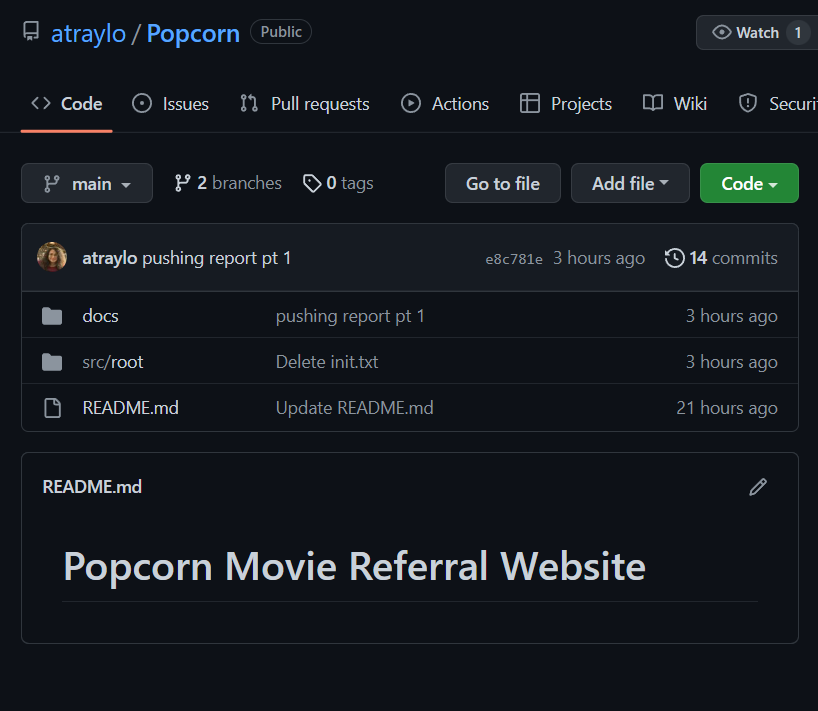 atraylo / Popcorn Public Watch 1
Code Issues Pull requests Actions Projects Wiki Securi
main 2 branches 0 tags Go to file Add file Code
atraylo pushing report pt 1 e8c781e 3 hours ago 14 commits
docs pushing report pt 1 3 hours ago
src/root Delete init.txt 3 hours ago
README.md Update README.md 21 hours ago
README.md
Popcorn Movie Referral Website